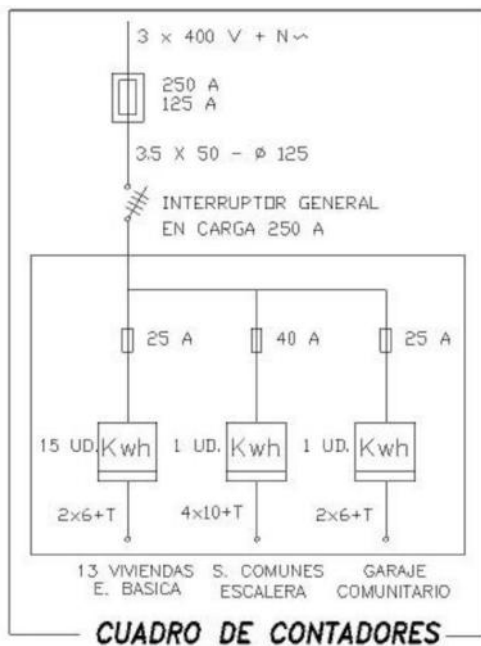 3 x 400 V + N~
250 A
125 A
3.5 X 50 - ø 125
INTERRUPTOR GENERAL
EN CARGA 250 A
25 A
40 A
25 A
15 UD.
Kwh
1 UD.
Kwh
1 UD.
Kwh
2x6+T
4x10+T
2x6+T
13 VIVIENDAS
E. BASICA
S. COMUNES
ESCALERA
GARAJE
COMUNITARIO
CUADRO DE CONTADORES